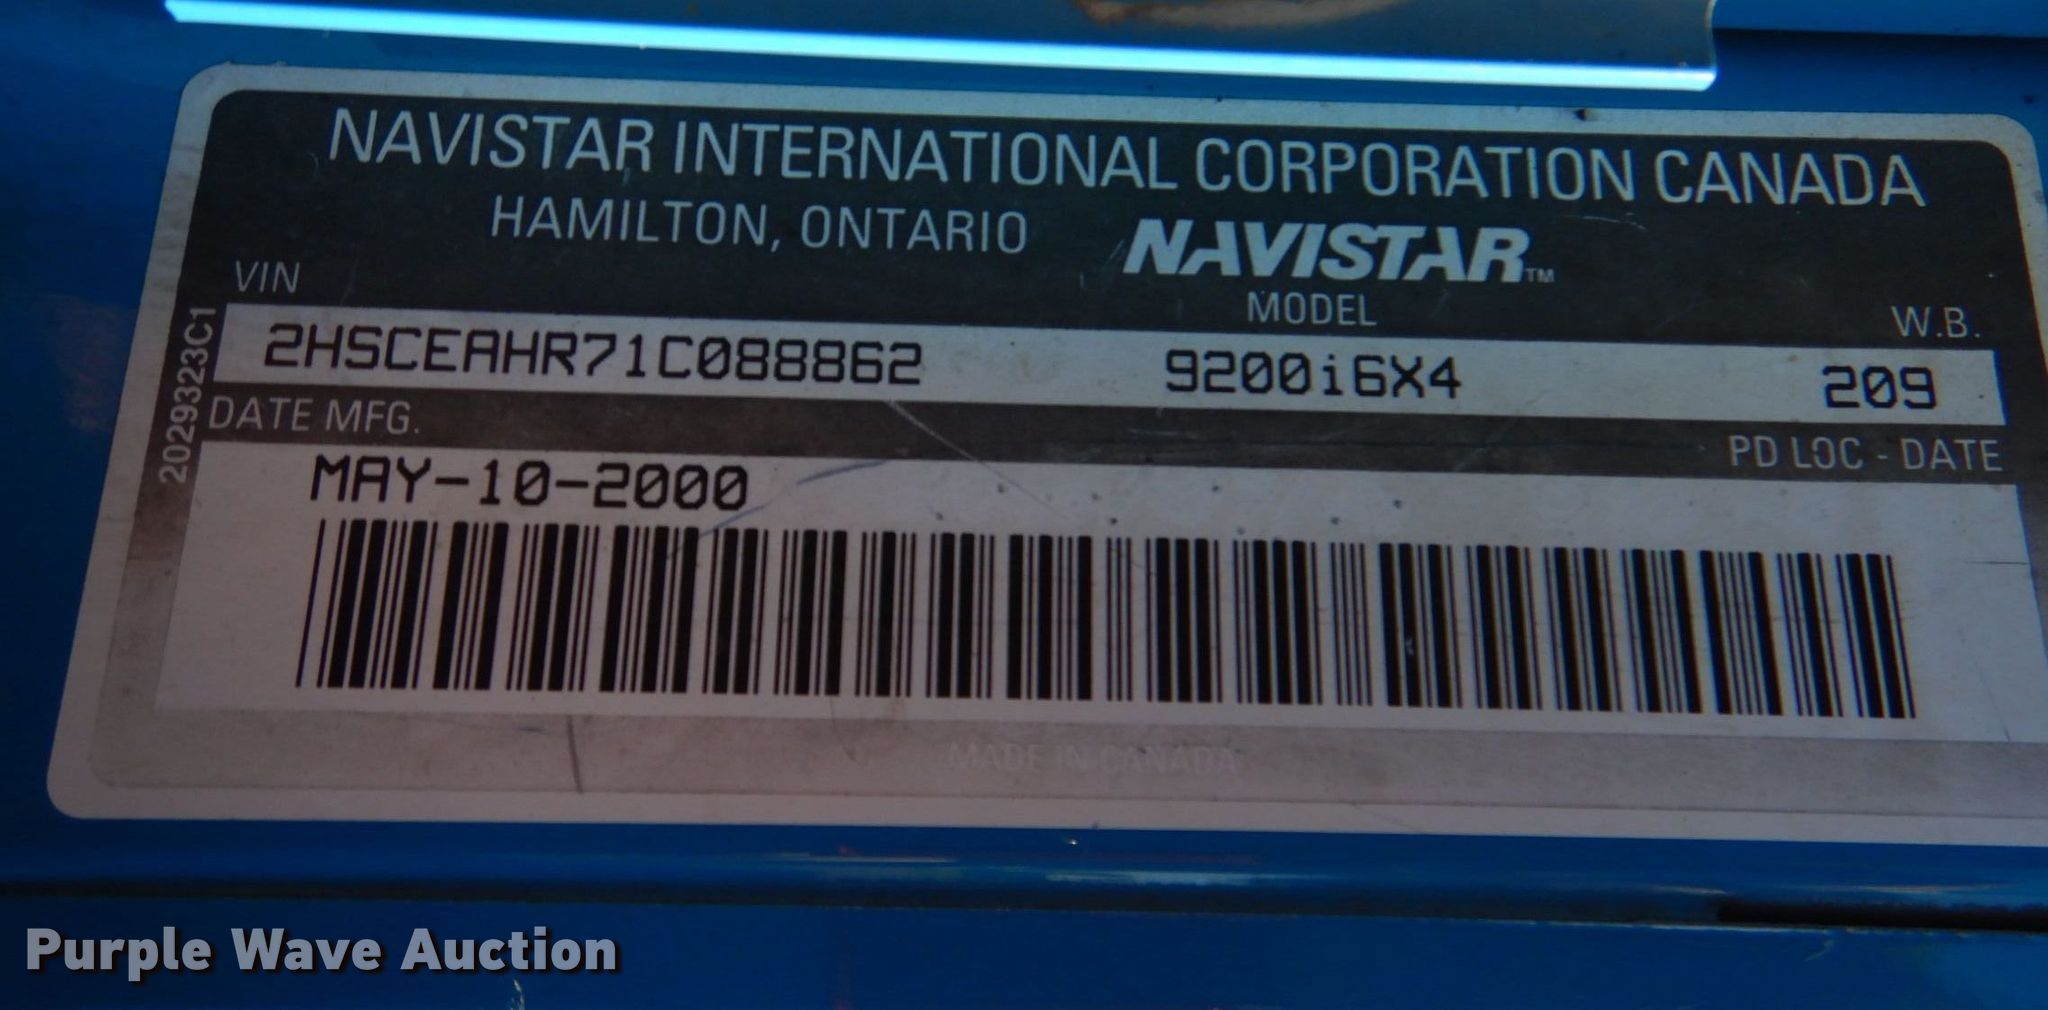 NAVISTAR INTERNATIONAL CORPORATION CANADA
HAMILTON, ONTARIO NAVISTAR™
VIN MODEL W.B.
2HSCEAHR71C088862 9200i6X4 209
2029323C1
DATE MFG. PD LOC - DATE
MAY-10-2000
MADE IN CANADA
Purple Wave Auction